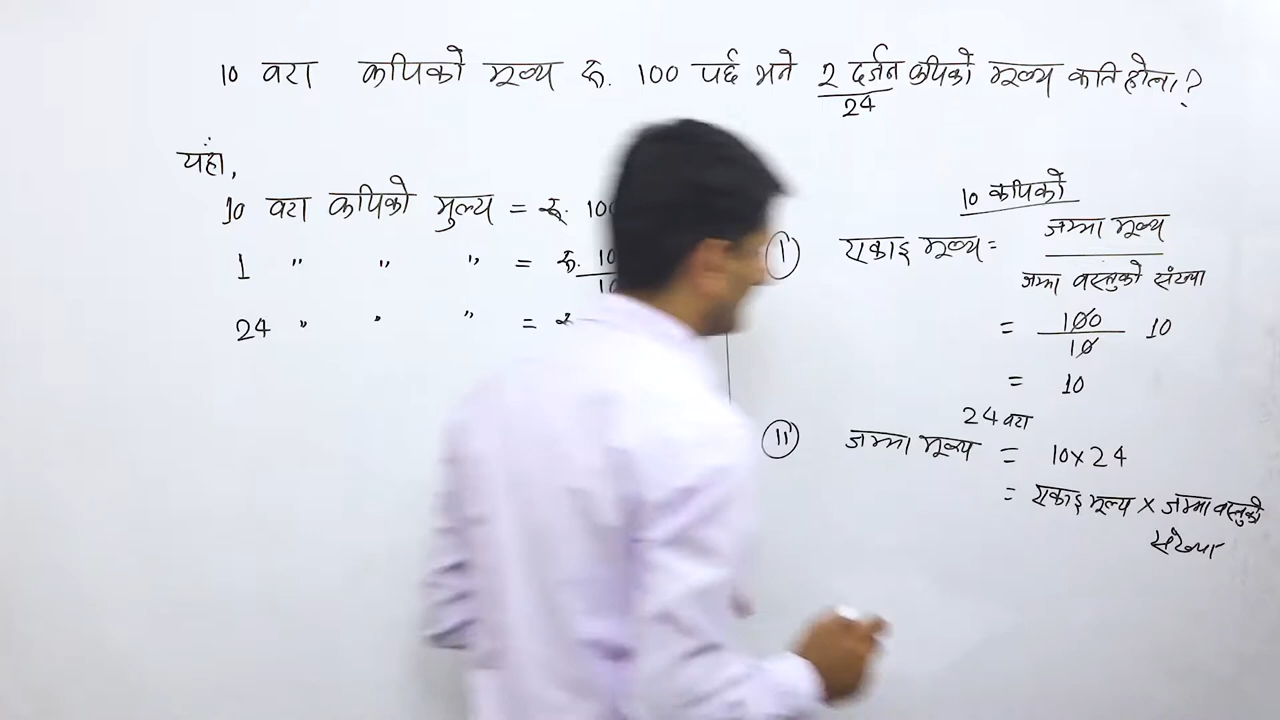 10 वटा कपिको मूल्य रू. 100 पर्छ भने 2 दर्जन कपिको मूल्य कति होला?
24
यहाँ,
10 वटा कपिको मुल्य = रू. 100
1 " " " = रू. 10
10
24 " " " =
10 कपिको
(i) एकाइ मूल्य = जम्मा मूल्य
जम्मा वस्तुको संख्या
= 100 10
10
= 10
24 वटा
(ii) जम्मा मूल्य = 10 x 24
= एकाइ मूल्य x जम्मा वस्तुको
संख्या